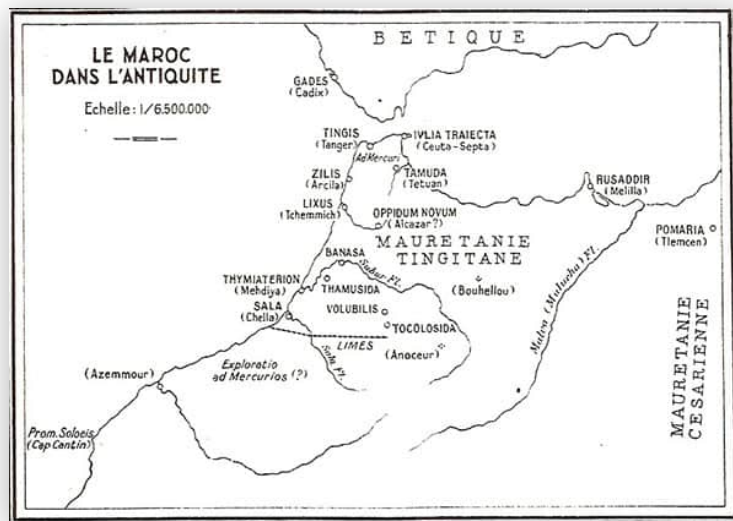 LE MAROC
DANS L'ANTIQUITE
Echelle: 1/6.500.000
BETIQUE
GADES
(Cadix)
TINGIS
(Tanger)
IVLIA TRAIECTA
(Ceuta-Septa)
Ad Mercuri
ZILIS
(Arcila)
TAMUDA
(Tetuan)
RUSADDIR
(Melilla)
LIXUS
(Tchemmich)
OPPIDUM NOVUM
(Alcazar?)
POMARIA
(Tlemcen)
MAURETANIE
TINGITANE
BANASA
Subur Fl.
THYMIATERION
(Mehdiya)
THAMUSIDA
(Bouhellou)
SALA
(Chella)
VOLUBILIS
TOCOLOSIDA
LIMES
(Anoceur)
Sala Fl.
Malva (Mulucha) Fl.
Exploratio
ad Mercurios (?)
(Azemmour)
MAURETANIE
CESARIENNE
Prom. Soloeis
(Cap Cantin)